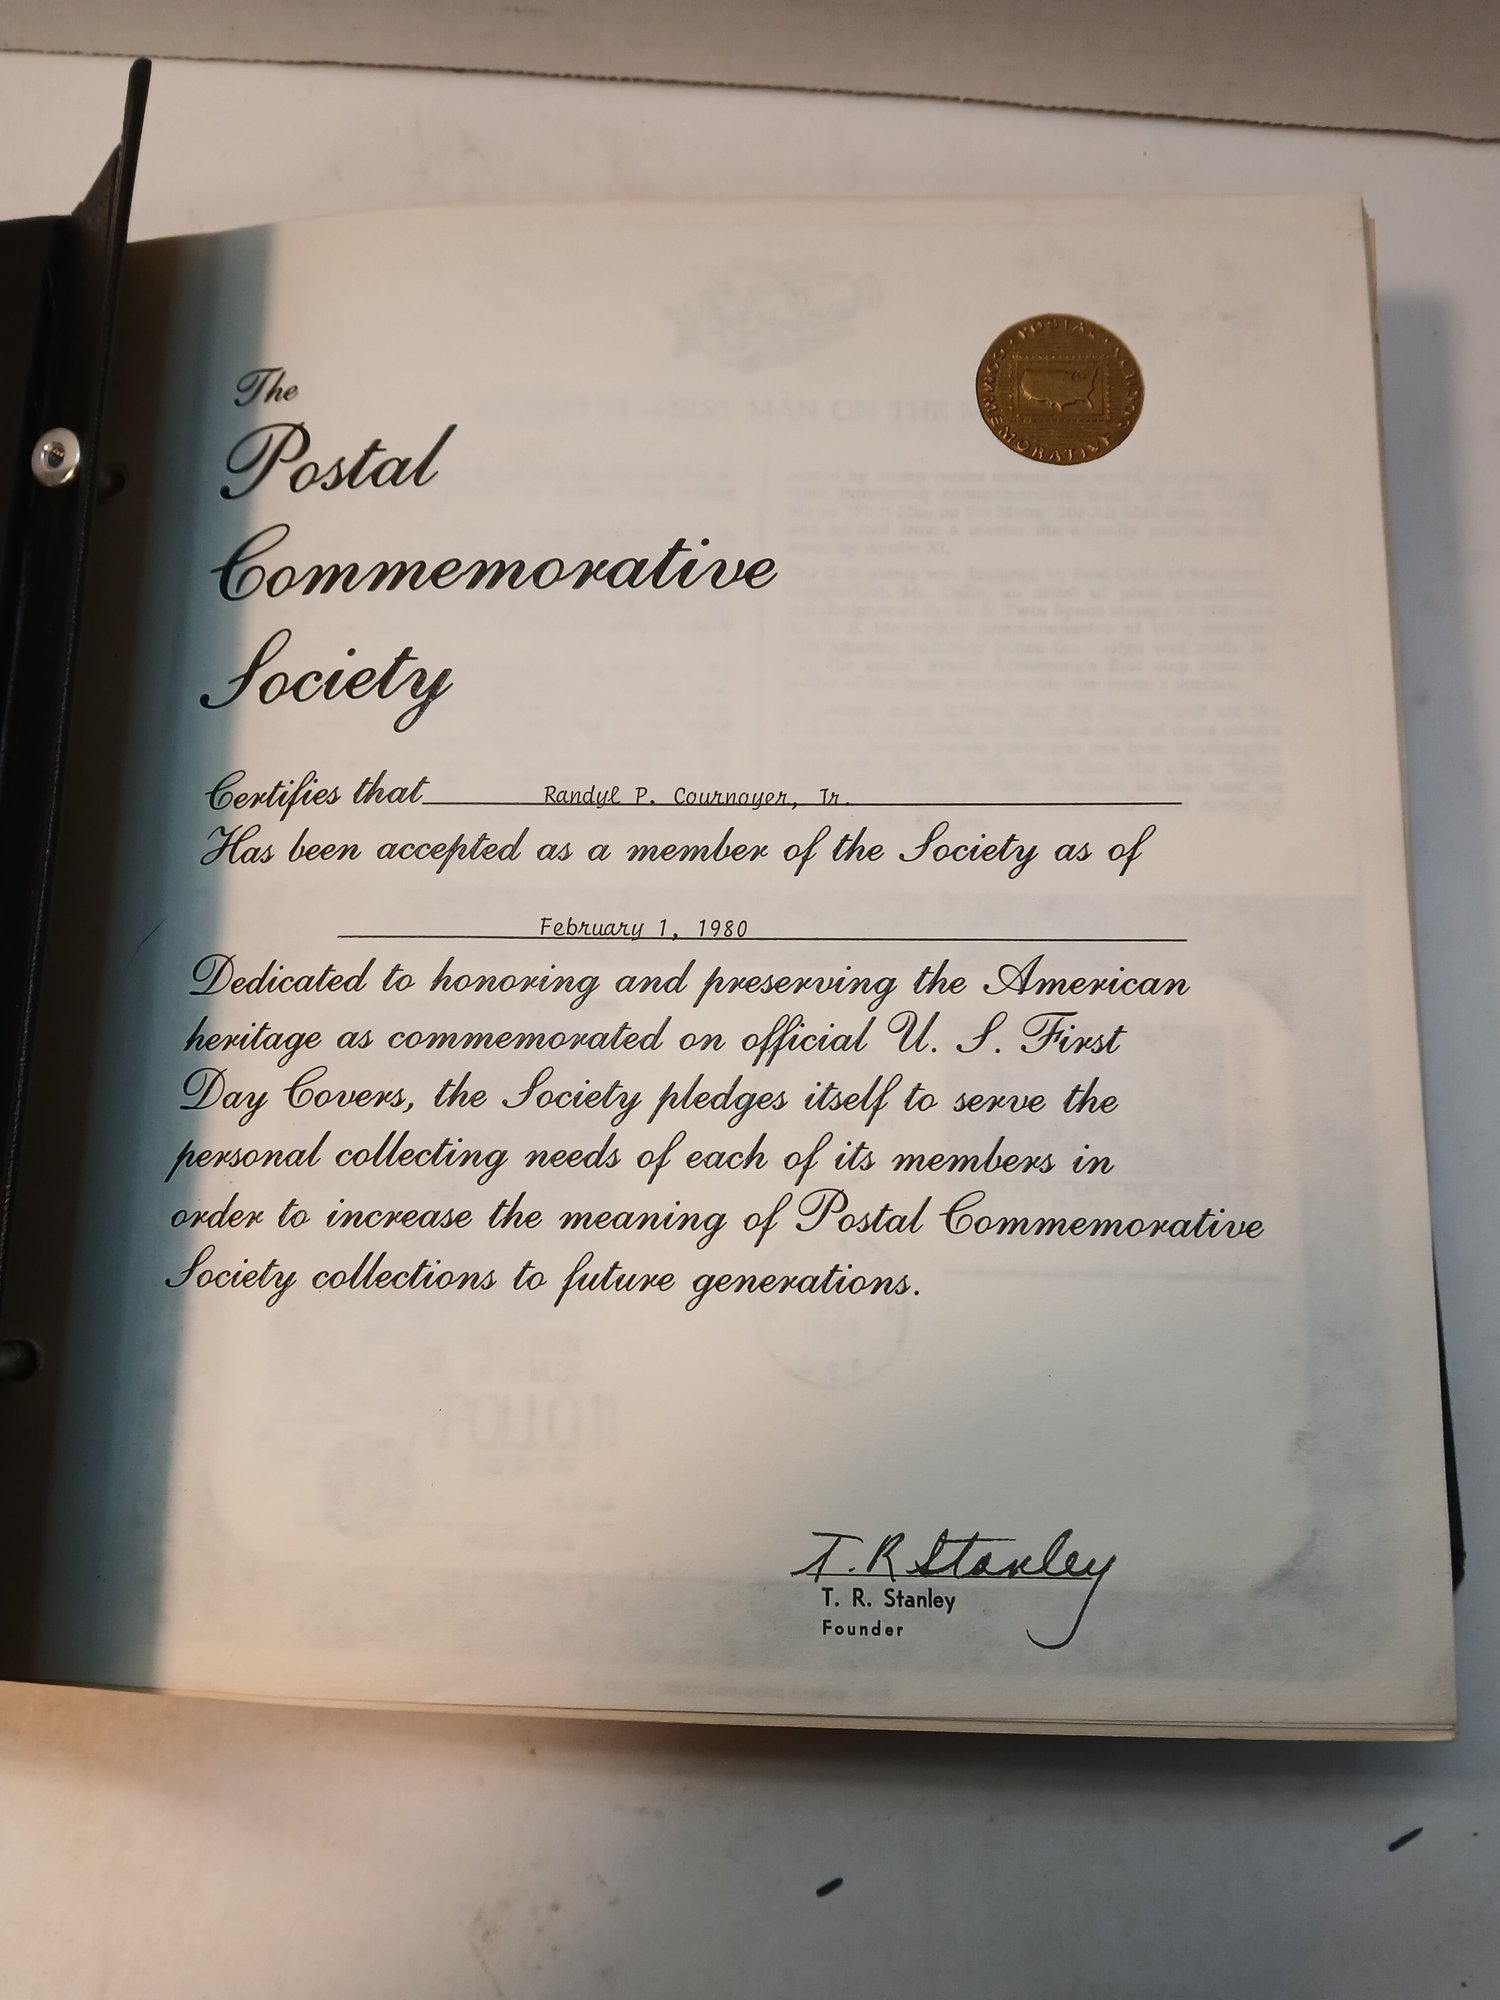 The
Postal
Commemorative
Society
POSTAL COMMEMORATIVE SOCIETY
Certifies that Randyl P. Cournoyer, Jr.
Has been accepted as a member of the Society as of
February 1, 1980
Dedicated to honoring and preserving the American
heritage as commemorated on official U. S. First
Day Covers, the Society pledges itself to serve the
personal collecting needs of each of its members in
order to increase the meaning of Postal Commemorative
Society collections to future generations.
T. R Stanley
T. R. Stanley
Founder